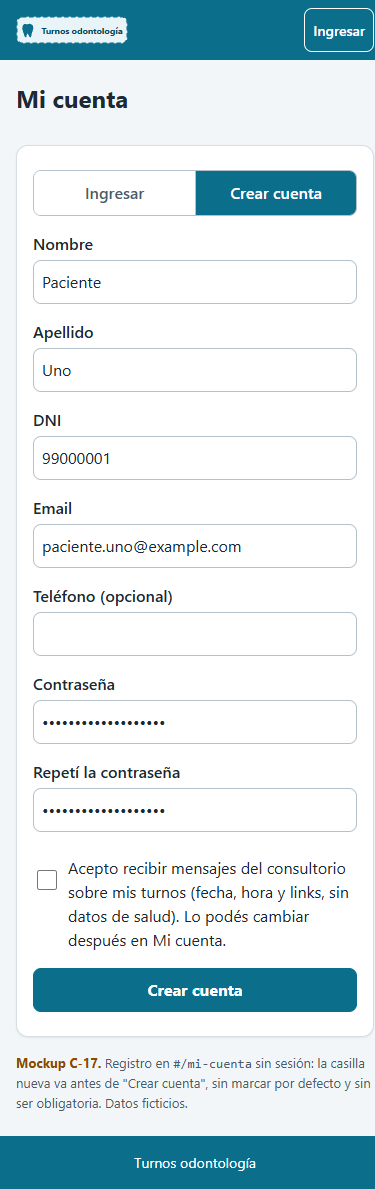 Turnos odontología
Ingresar
Mi cuenta
Ingresar
Crear cuenta
Nombre
Paciente
Apellido
Uno
DNI
99000001
Email
paciente.uno@example.com
Teléfono (opcional)
Contraseña
•••••••••••••••••••
Repetí la contraseña
•••••••••••••••••••
Acepto recibir mensajes del consultorio
sobre mis turnos (fecha, hora y links, sin
datos de salud). Lo podés cambiar
después en Mi cuenta.
Crear cuenta
Mockup C-17. Registro en #/mi-cuenta sin sesión: la casilla
nueva va antes de "Crear cuenta", sin marcar por defecto y sin
ser obligatoria. Datos ficticios.
Turnos odontología